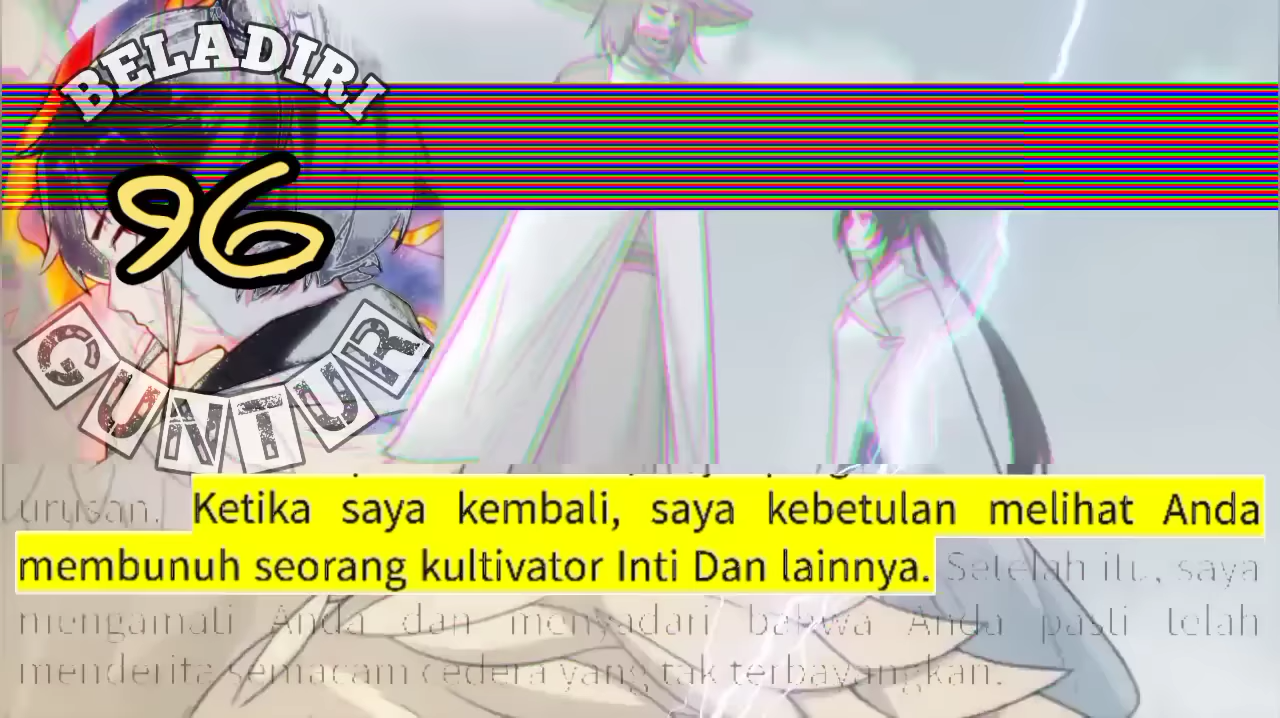 BELADIRI
96
GUNTUR
urusan. Ketika saya kembali, saya kebetulan melihat Anda
membunuh seorang kultivator Inti Dan lainnya. Setelah itu, saya
mengamati Anda dan menyadari bahwa Anda pasti telah
menderita semacam cedera yang tak terbayangkan.